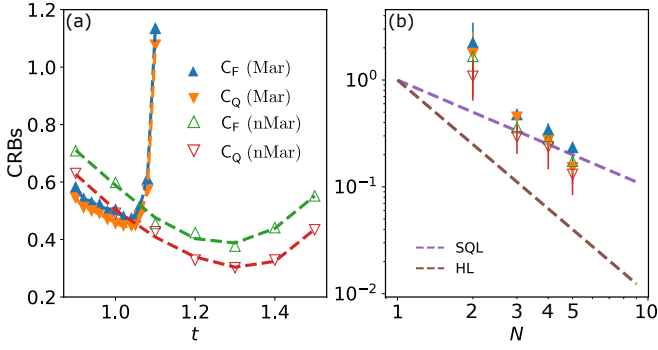 (a)
1.2
1.0
0.8
0.6
0.4
0.2
CRBs
C_F (Mar)
C_Q (Mar)
C_F (nMar)
C_Q (nMar)
1.0 1.2 1.4
t
(b)
10^0
10^{-1}
10^{-2}
SQL
HL
1 2 3 4 5 10
N